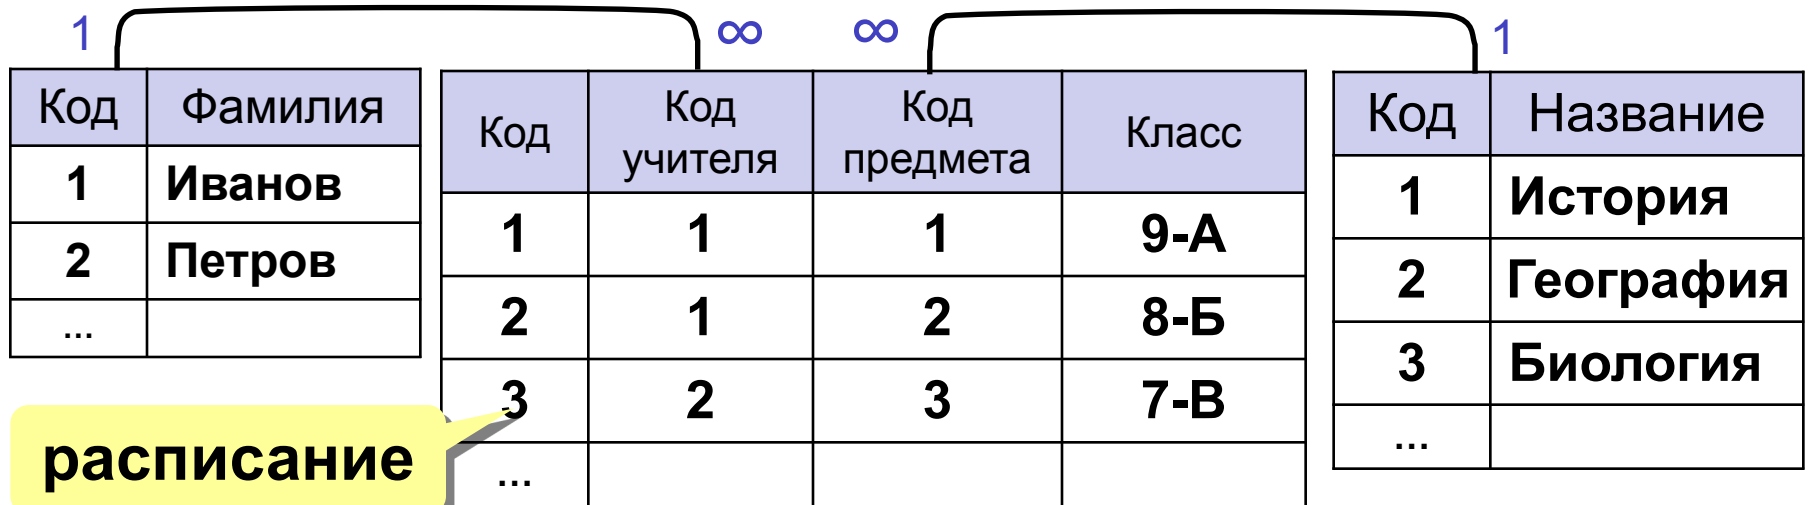 1 ∞ ∞ 1
Код Фамилия
1 Иванов
2 Петров
...
Код Код учителя Код предмета Класс
1 1 1 9-А
2 1 2 8-Б
3 2 3 7-В
...
Код Название
1 История
2 География
3 Биология
...
расписание